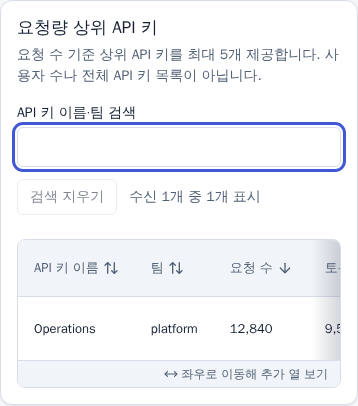 요청량 상위 API 키
요청 수 기준 상위 API 키를 최대 5개 제공합니다. 사
용자 수나 전체 API 키 목록이 아닙니다.
API 키 이름·팀 검색
검색 지우기 수신 1개 중 1개 표시
API 키 이름 ↑↓ 팀 ↑↓ 요청 수 ↓
Operations platform 12,840 9,5
↔ 좌우로 이동해 추가 열 보기